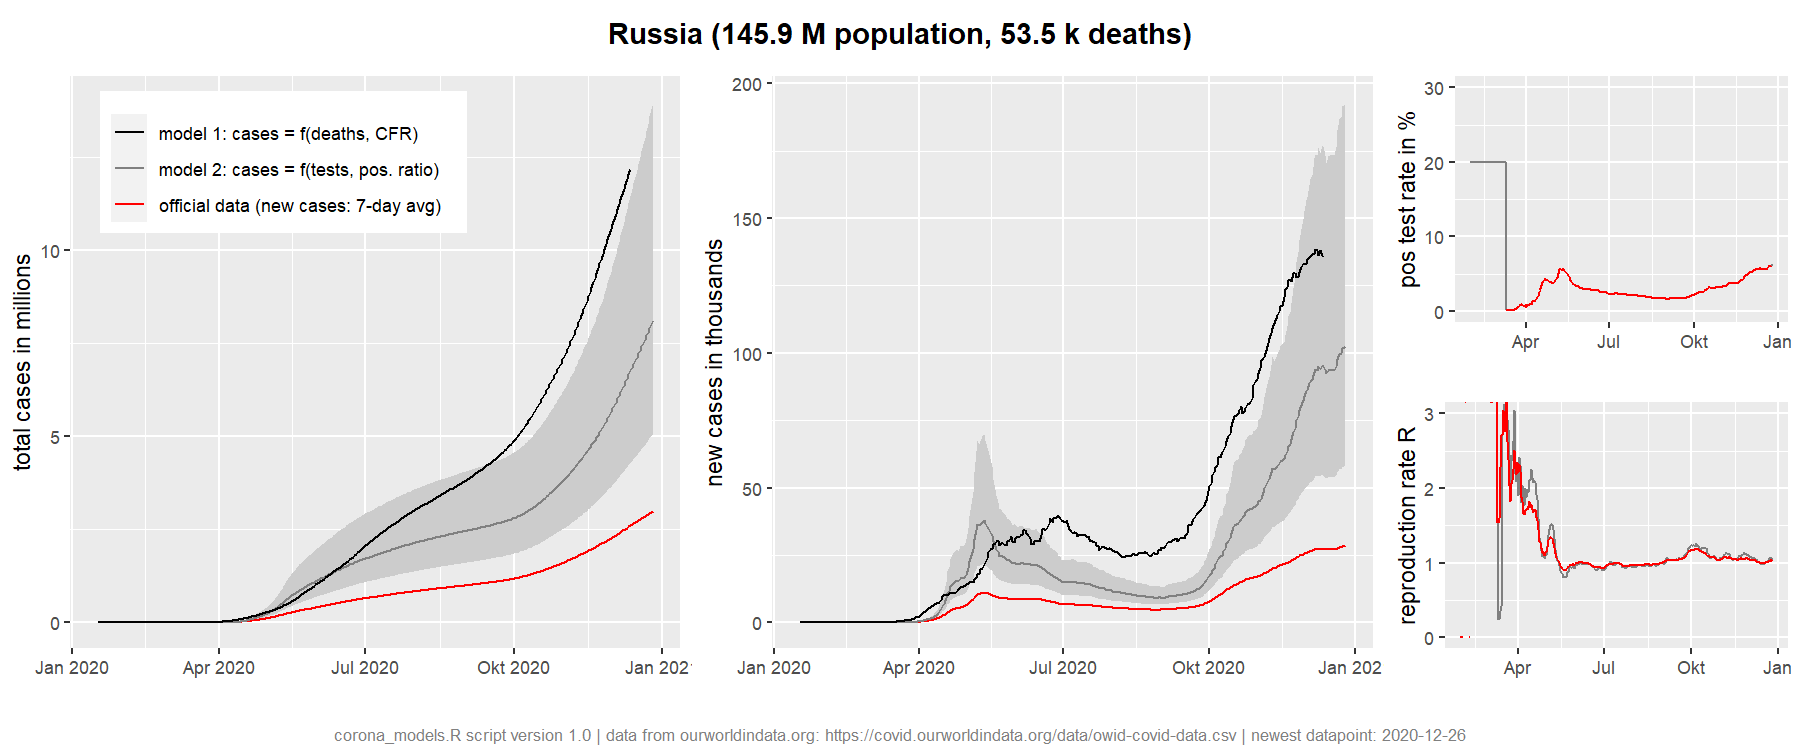 Russia (145.9 M population, 53.5 k deaths)
total cases in millions
10
5
0
model 1: cases = f(deaths, CFR)
model 2: cases = f(tests, pos. ratio)
official data (new cases: 7-day avg)
Jan 2020
Apr 2020
Jul 2020
Okt 2020
Jan 202
new cases in thousands
200
150
100
50
0
Jan 2020
Apr 2020
Jul 2020
Okt 2020
Jan 202
pos test rate in %
30
20
10
0
Apr
Jul
Okt
Jan
reproduction rate R
3
2
1
0
Apr
Jul
Okt
Jan
corona_models.R script version 1.0 | data from ourworldindata.org: https://covid.ourworldindata.org/data/owid-covid-data.csv | newest datapoint: 2020-12-26